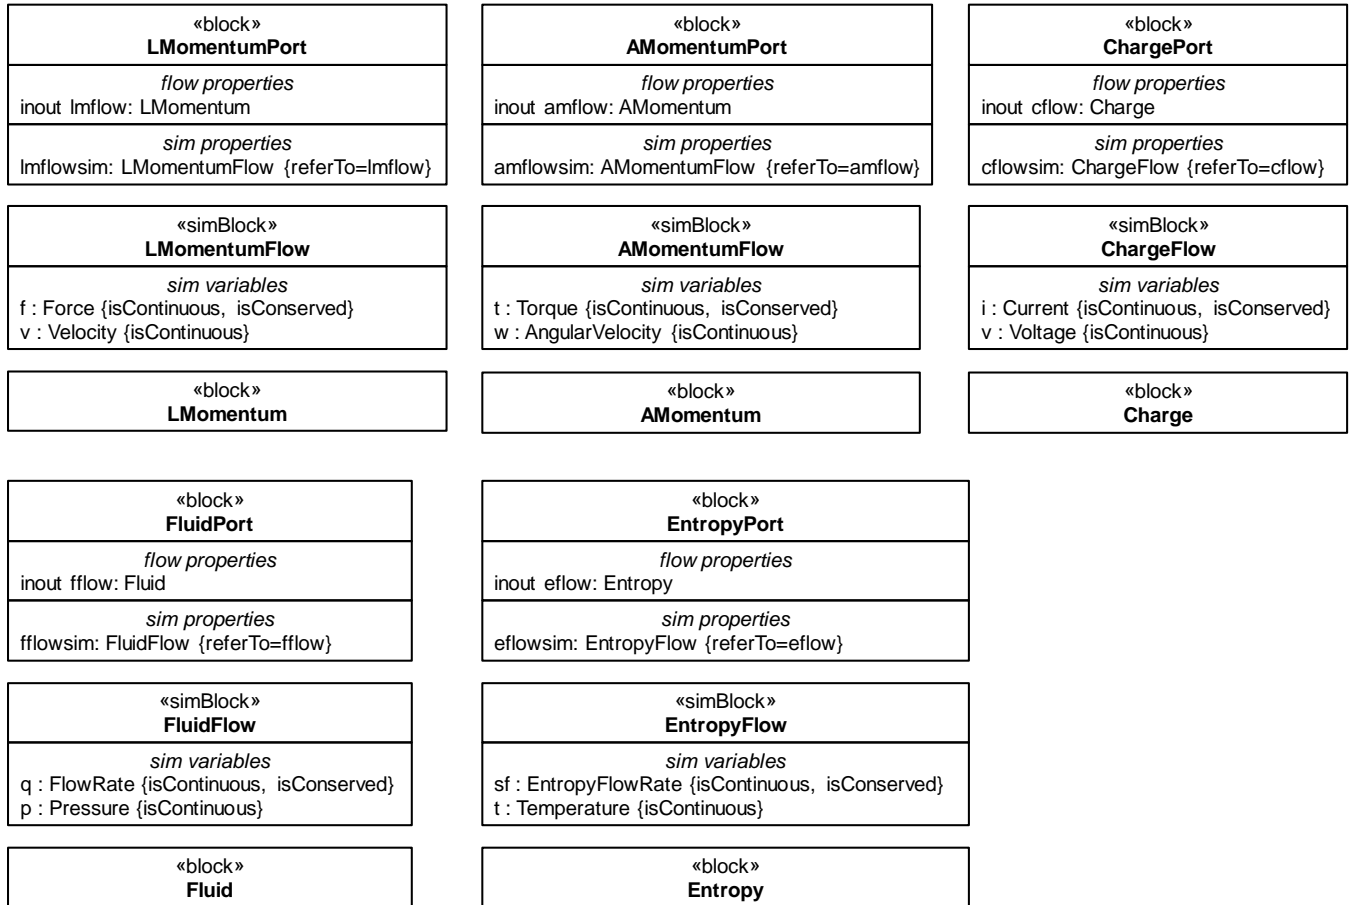 «block»
LMomentumPort
flow properties
inout lmflow: LMomentum
sim properties
lmflowsim: LMomentumFlow {referTo=lmflow}
«block»
AMomentumPort
flow properties
inout amflow: AMomentum
sim properties
amflowsim: AMomentumFlow {referTo=amflow}
«block»
ChargePort
flow properties
inout cflow: Charge
sim properties
cflowsim: ChargeFlow {referTo=cflow}
«simBlock»
LMomentumFlow
sim variables
f : Force {isContinuous, isConserved}
v : Velocity {isContinuous}
«simBlock»
AMomentumFlow
sim variables
t : Torque {isContinuous, isConserved}
w : AngularVelocity {isContinuous}
«simBlock»
ChargeFlow
sim variables
i : Current {isContinuous, isConserved}
v : Voltage {isContinuous}
«block»
LMomentum
«block»
AMomentum
«block»
Charge
«block»
FluidPort
flow properties
inout fflow: Fluid
sim properties
fflowsim: FluidFlow {referTo=fflow}
«block»
EntropyPort
flow properties
inout eflow: Entropy
sim properties
eflowsim: EntropyFlow {referTo=eflow}
«simBlock»
FluidFlow
sim variables
q : FlowRate {isContinuous, isConserved}
p : Pressure {isContinuous}
«simBlock»
EntropyFlow
sim variables
sf : EntropyFlowRate {isContinuous, isConserved}
t : Temperature {isContinuous}
«block»
Fluid
«block»
Entropy